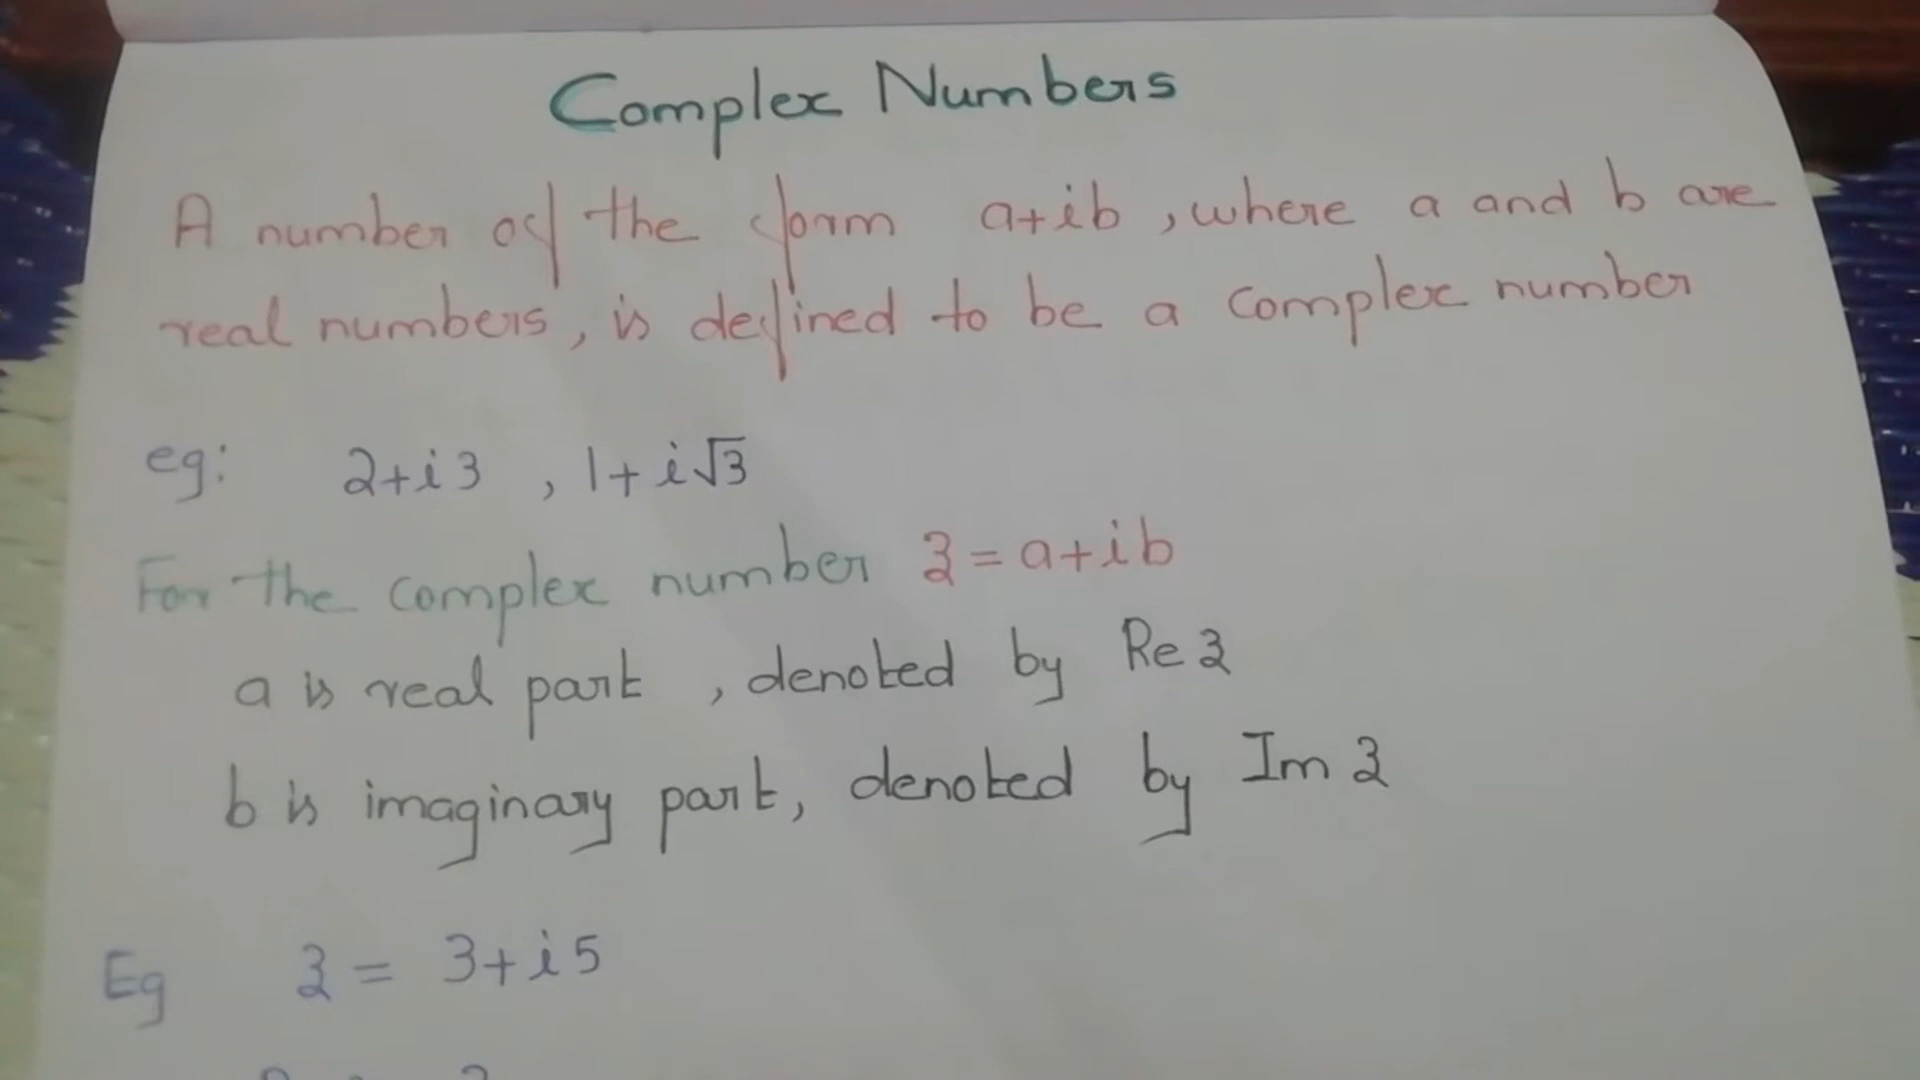 Complex Numbers
A number of the form a+ib, where a and b are
real numbers, is defined to be a complex number
eg: 2+i3, 1+i√3
For the complex number z=a+ib
a is real part, denoted by Re z
b is imaginary part, denoted by Im z
Eg z = 3+i5